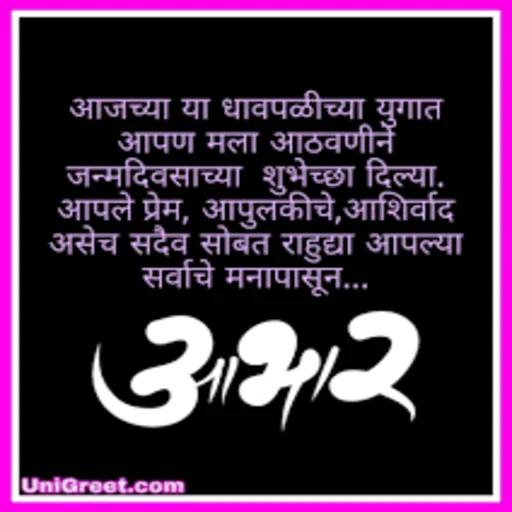 आजच्या या धावपळीच्या युगात
आपण मला आठवणीने
जन्मदिवसाच्या शुभेच्छा दिल्या.
आपले प्रेम, आपुलकीचे,आशिर्वाद
असेच सदैव सोबत राहुद्या आपल्या
सर्वाचे मनापासून...
आभार
UniGreet.com